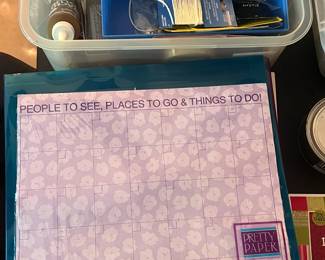 PEOPLE TO SEE, PLACES TO GO & THINGS TO DO!
PRETTY
PAPER